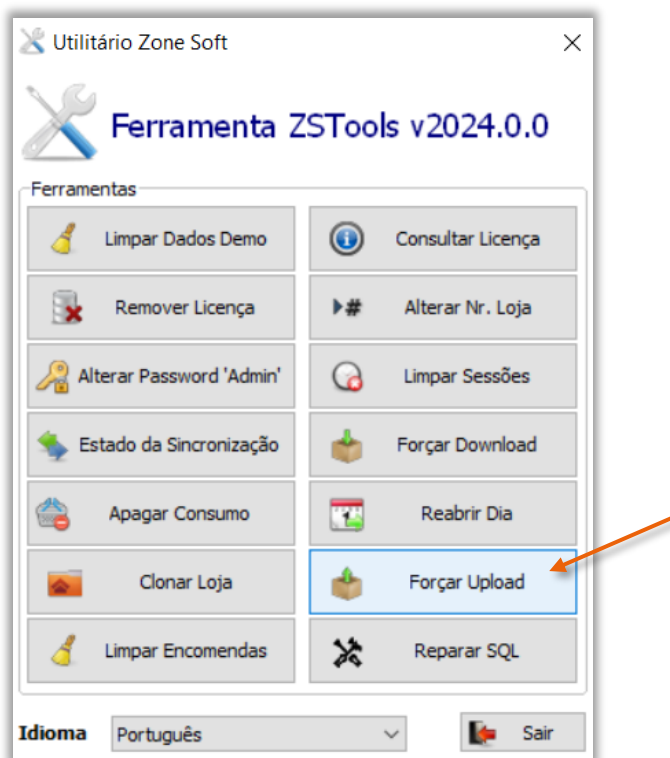 Utilitário Zone Soft
Ferramenta ZSTools v2024.0.0
Ferramentas
Limpar Dados Demo
Consultar Licença
Remover Licença
Alterar Nr. Loja
Alterar Password 'Admin'
Limpar Sessões
Estado da Sincronização
Forçar Download
Apagar Consumo
Reabrir Dia
Clonar Loja
Forçar Upload
Limpar Encomendas
Reparar SQL
Idioma Português Sair